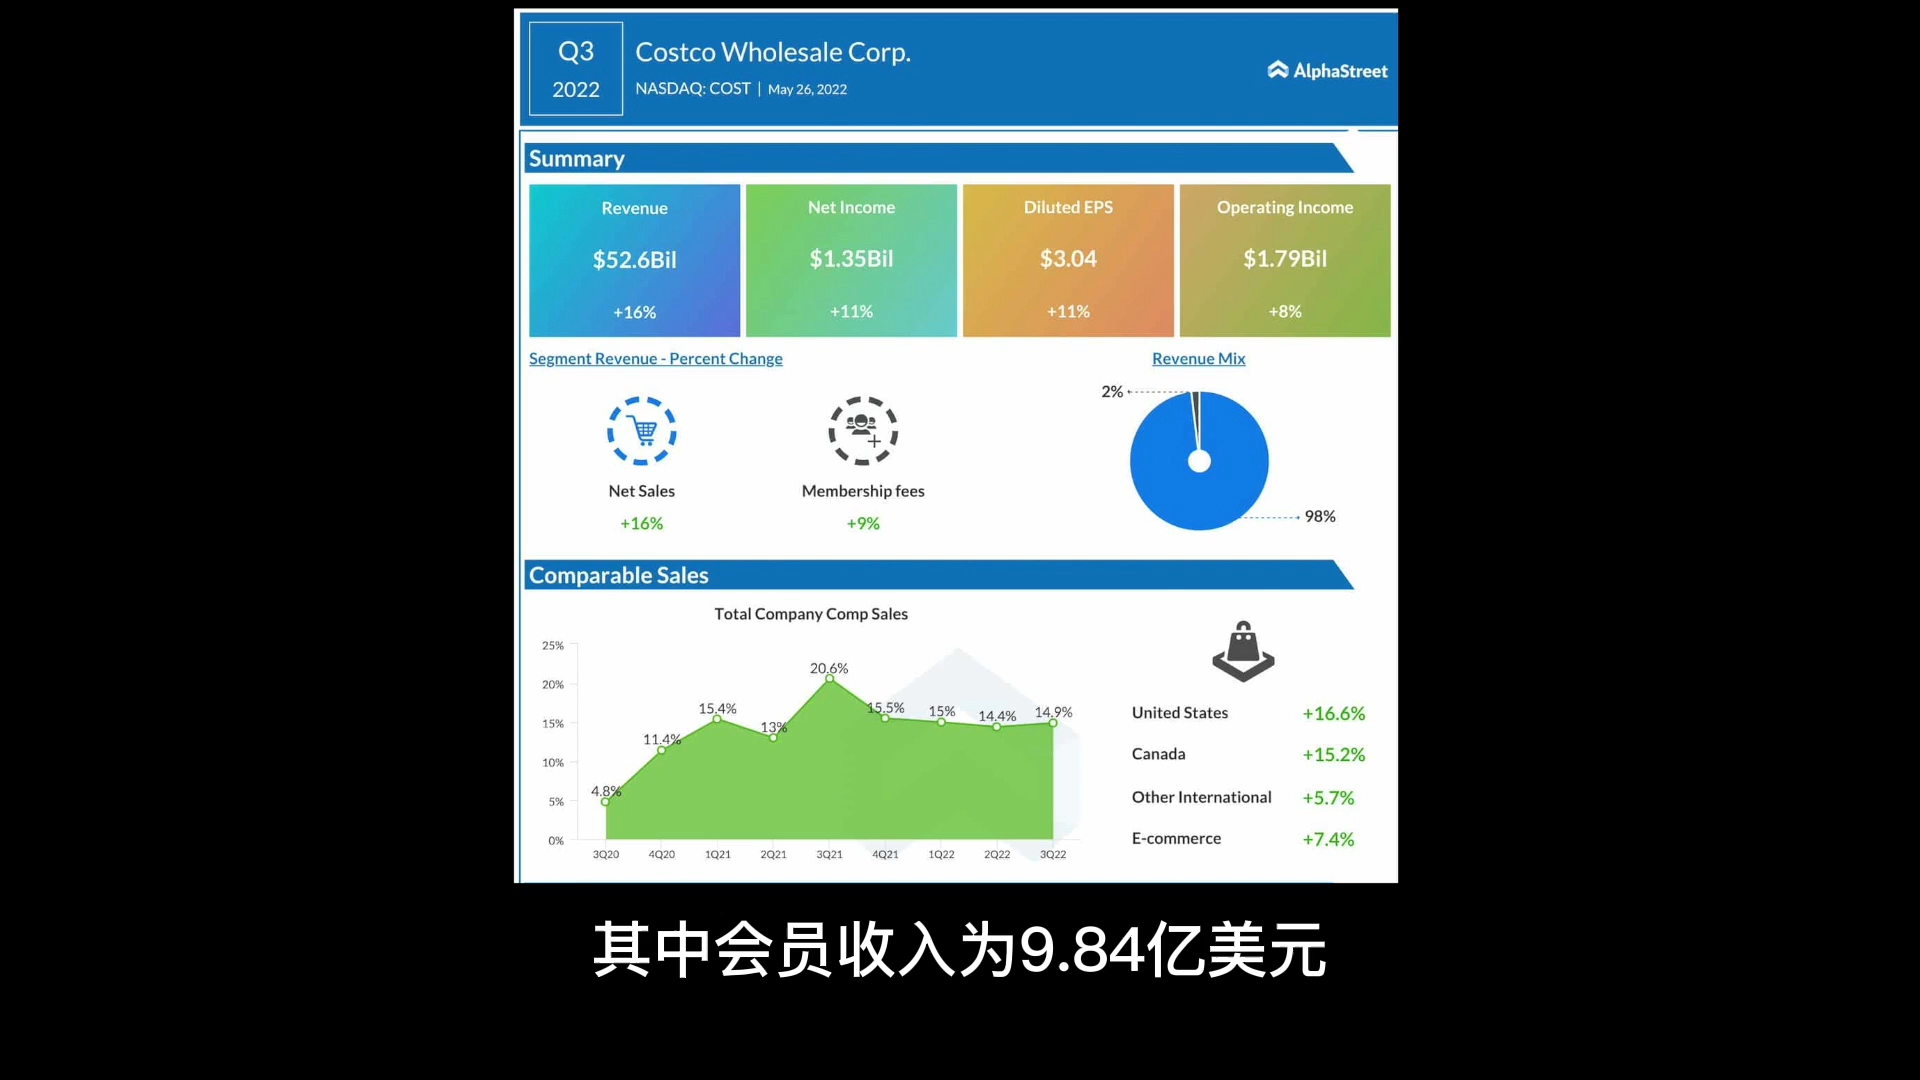 Q3
2022
Costco Wholesale Corp.
NASDAQ: COST | May 26, 2022
AlphaStreet
Summary
Revenue
$52.6Bil
+16%
Net Income
$1.35Bil
+11%
Diluted EPS
$3.04
+11%
Operating Income
$1.79Bil
+8%
Segment Revenue - Percent Change
Net Sales
+16%
Membership fees
+9%
Revenue Mix
2%
98%
Comparable Sales
Total Company Comp Sales
25%
20%
15%
10%
5%
0%
4.8%
11.4%
15.4%
13%
20.6%
15.5%
15%
14.4%
14.9%
3Q20 4Q20 1Q21 2Q21 3Q21 4Q21 1Q22 2Q22 3Q22
United States +16.6%
Canada +15.2%
Other International +5.7%
E-commerce +7.4%
其中会员收入为9.84亿美元